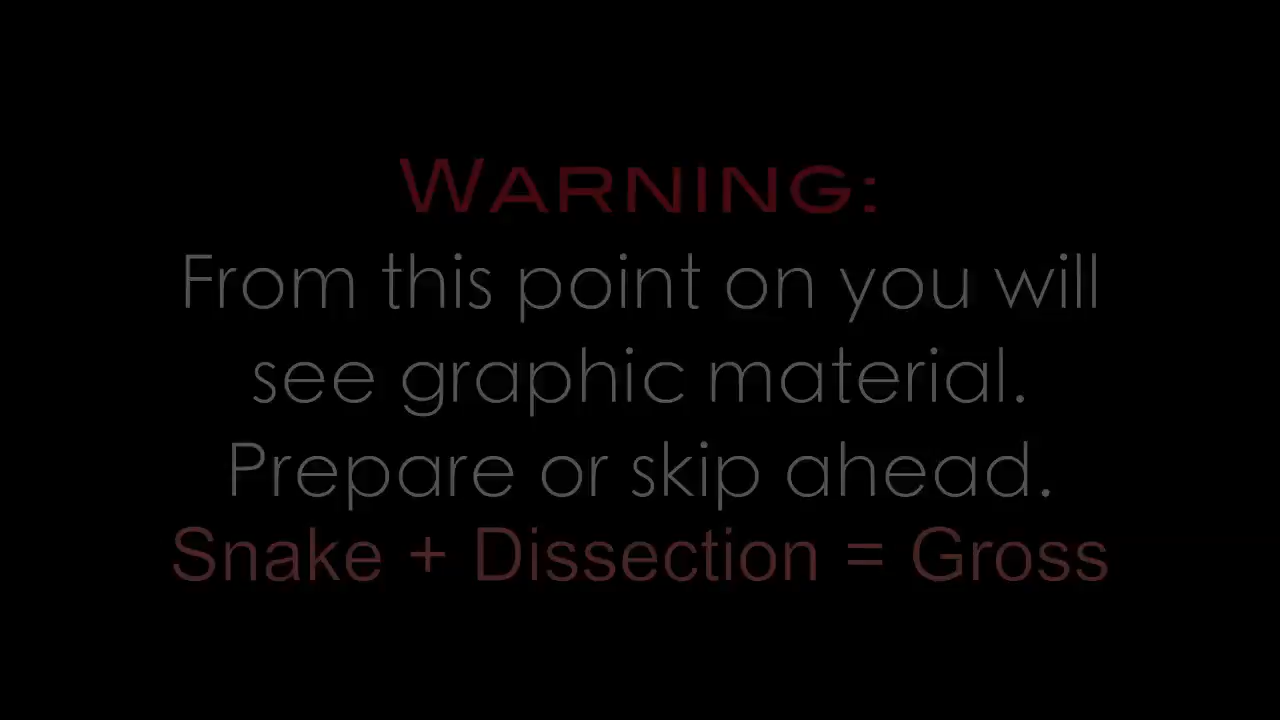 WARNING:
From this point on you will
see graphic material.
Prepare or skip ahead.
Snake + Dissection = Gross